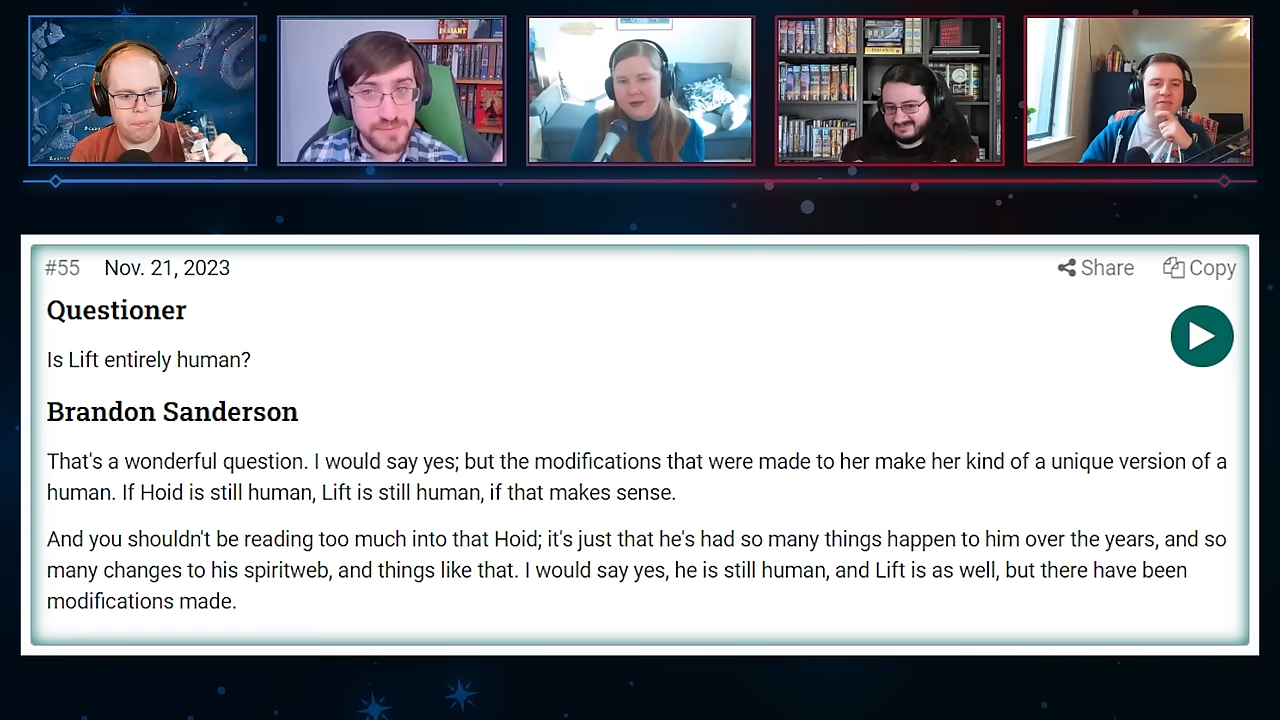 #55 Nov. 21, 2023 Share Copy
Questioner
Is Lift entirely human?
Brandon Sanderson
That's a wonderful question. I would say yes; but the modifications that were made to her make her kind of a unique version of a
human. If Hoid is still human, Lift is still human, if that makes sense.
And you shouldn't be reading too much into that Hoid; it's just that he's had so many things happen to him over the years, and so
many changes to his spiritweb, and things like that. I would say yes, he is still human, and Lift is as well, but there have been
modifications made.